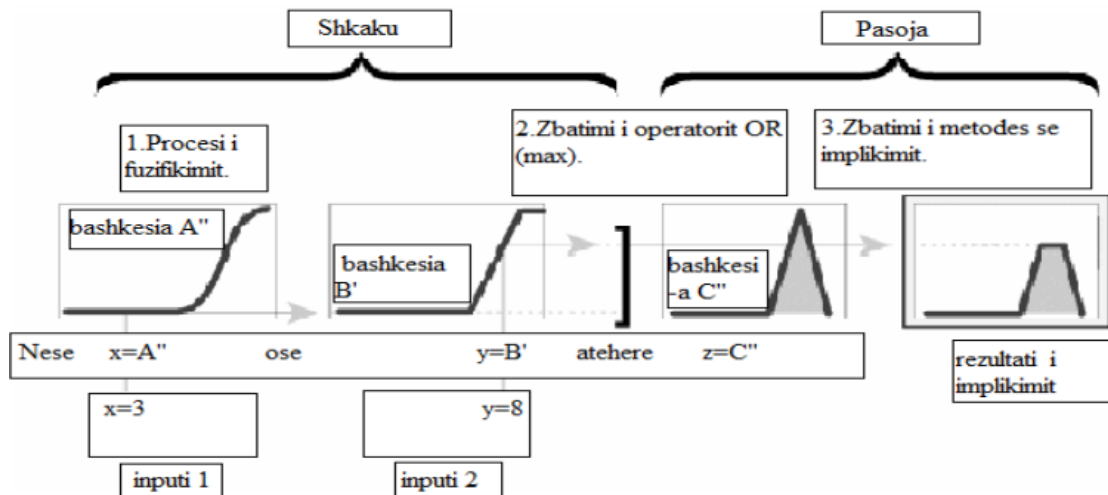 Shkaku
Pasoja
1.Procesi i
fuzifikimit.
2.Zbatimi i operatorit OR
(max).
3.Zbatimi i metodes se
implikimit.
bashkesia A"
bashkesia
B'
bashkesi
-a C"
Nese x=A" ose y=B' atehere z=C"
rezultati i
implikimit
x=3
y=8
inputi 1
inputi 2